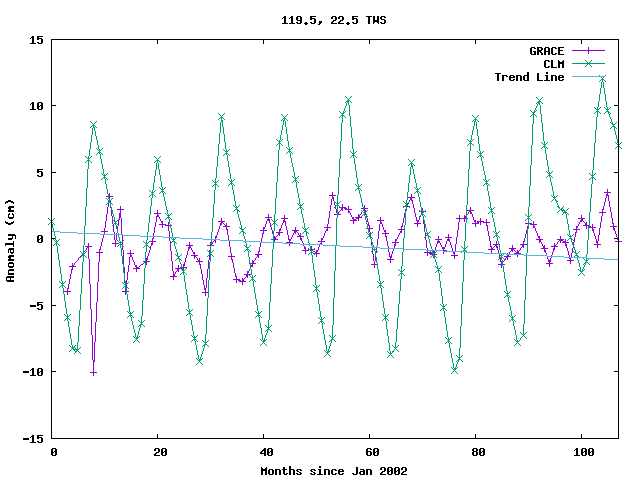 119.5, 22.5 TWS
GRACE
CLM
Trend Line
15
10
5
0
-5
-10
-15
Anomaly (cm)
0 20 40 60 80 100
Months since Jan 2002